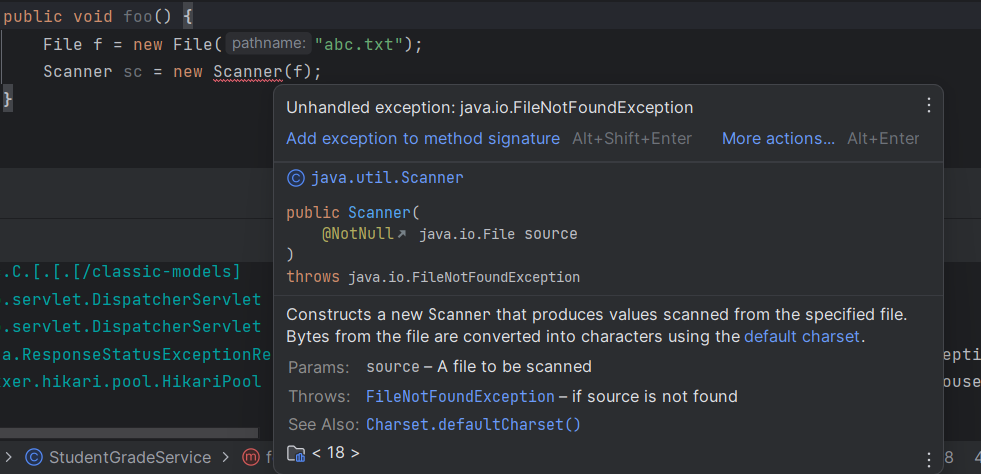 public void foo() {
File f = new File( pathname: "abc.txt");
Scanner sc = new Scanner(f);
}
Unhandled exception: java.io.FileNotFoundException
Add exception to method signature Alt+Shift+Enter More actions... Alt+Enter
java.util.Scanner
public Scanner(
@NotNull java.io.File source
)
throws java.io.FileNotFoundException
Constructs a new Scanner that produces values scanned from the specified file.
Bytes from the file are converted into characters using the default charset.
Params: source – A file to be scanned
Throws: FileNotFoundException – if source is not found
See Also: Charset.defaultCharset()
< 18 >
.C.[.[.[/classic-models]
.servlet.DispatcherServlet
.servlet.DispatcherServlet
a.ResponseStatusExceptionRe
xer.hikari.pool.HikariPool
epti
ouse
> StudentGradeService > m f
8 4